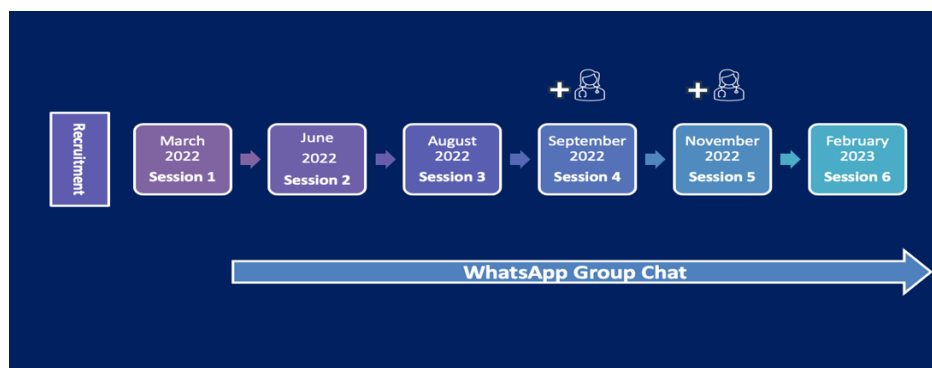 Recruitment
March
2022
Session 1
June
2022
Session 2
August
2022
Session 3
September
2022
Session 4
November
2022
Session 5
February
2023
Session 6
WhatsApp Group Chat